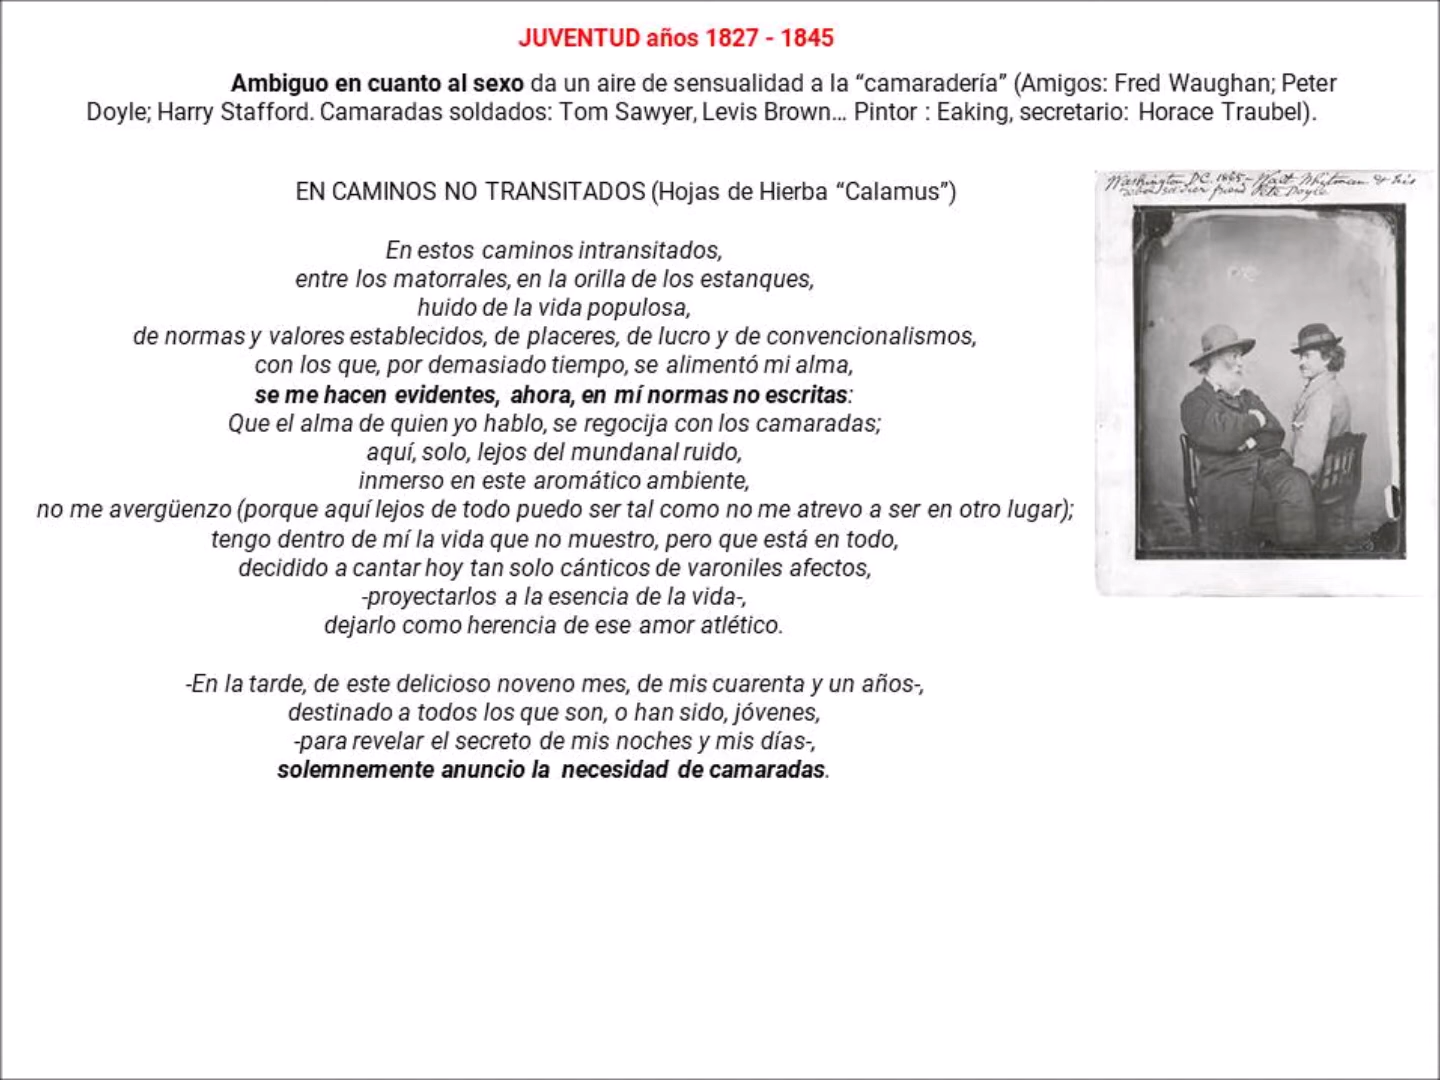 JUVENTUD años 1827 - 1845
Ambiguo en cuanto al sexo da un aire de sensualidad a la “camaradería” (Amigos: Fred Waughan; Peter
Doyle; Harry Stafford. Camaradas soldados: Tom Sawyer, Levis Brown… Pintor : Eaking, secretario: Horace Traubel).
EN CAMINOS NO TRANSITADOS (Hojas de Hierba “Calamus”)
En estos caminos intransitados,
entre los matorrales, en la orilla de los estanques,
huido de la vida populosa,
de normas y valores establecidos, de placeres, de lucro y de convencionalismos,
con los que, por demasiado tiempo, se alimentó mi alma,
se me hacen evidentes, ahora, en mí normas no escritas:
Que el alma de quien yo hablo, se regocija con los camaradas;
aquí, solo, lejos del mundanal ruido,
inmerso en este aromático ambiente,
no me avergüenzo (porque aquí lejos de todo puedo ser tal como no me atrevo a ser en otro lugar);
tengo dentro de mí la vida que no muestro, pero que está en todo,
decidido a cantar hoy tan solo cánticos de varoniles afectos,
-proyectarlos a la esencia de la vida-,
dejarlo como herencia de ese amor atlético.
-En la tarde, de este delicioso noveno mes, de mis cuarenta y un años-,
destinado a todos los que son, o han sido, jóvenes,
-para revelar el secreto de mis noches y mis días-,
solemnemente anuncio la necesidad de camaradas.
Washington D.C. 1865- Walt Whitman & his
rebel soldier friend Pete Doyle